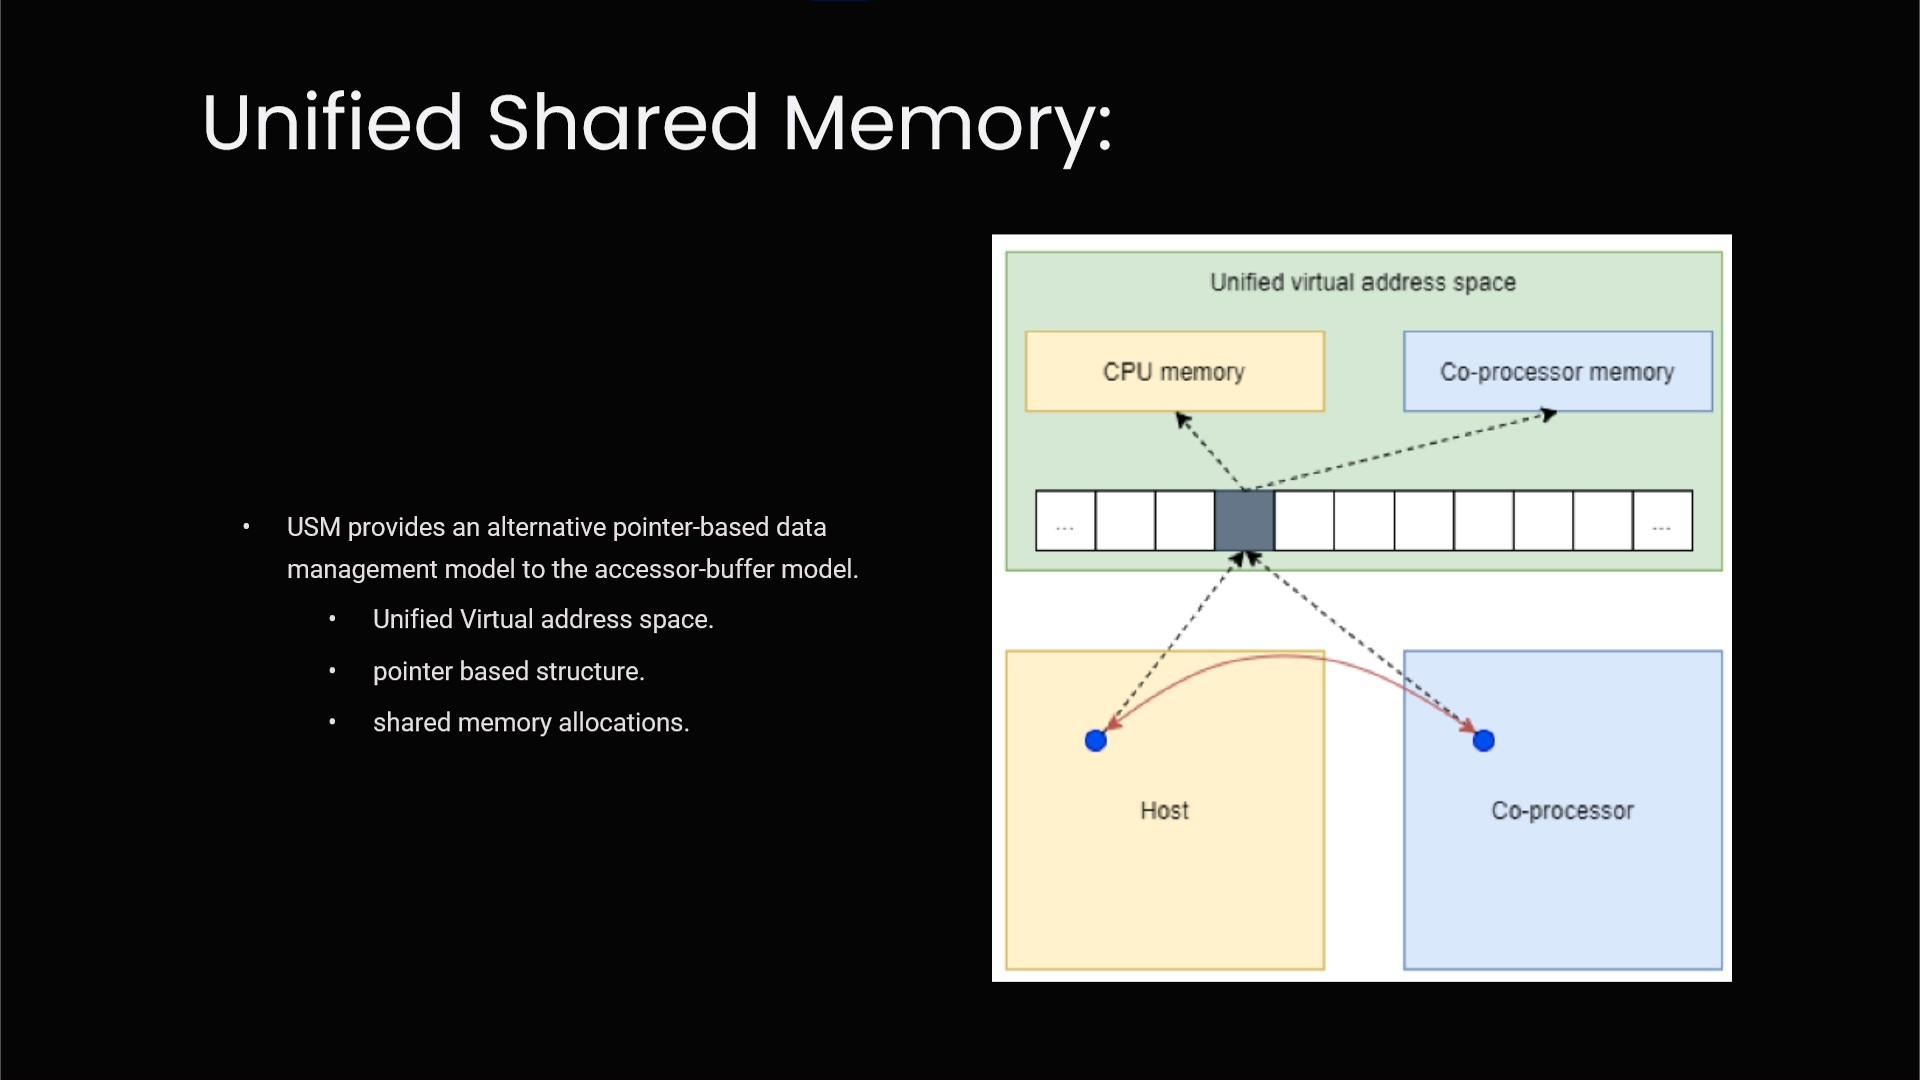 Unified Shared Memory:
• USM provides an alternative pointer-based data
management model to the accessor-buffer model.
• Unified Virtual address space.
• pointer based structure.
• shared memory allocations.
Unified virtual address space
CPU memory
Co-processor memory
...
...
Host
Co-processor